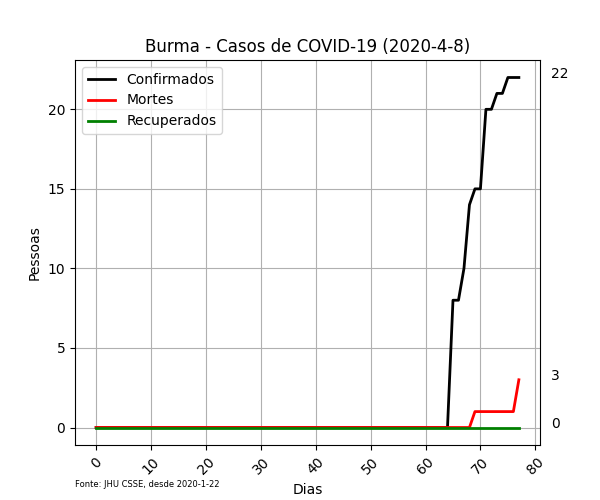 Burma - Casos de COVID-19 (2020-4-8)
Confirmados
Mortes
Recuperados
22
3
0
20
15
10
5
0
Pessoas
0 10 20 30 40 50 60 70 80
Dias
Fonte: JHU CSSE, desde 2020-1-22